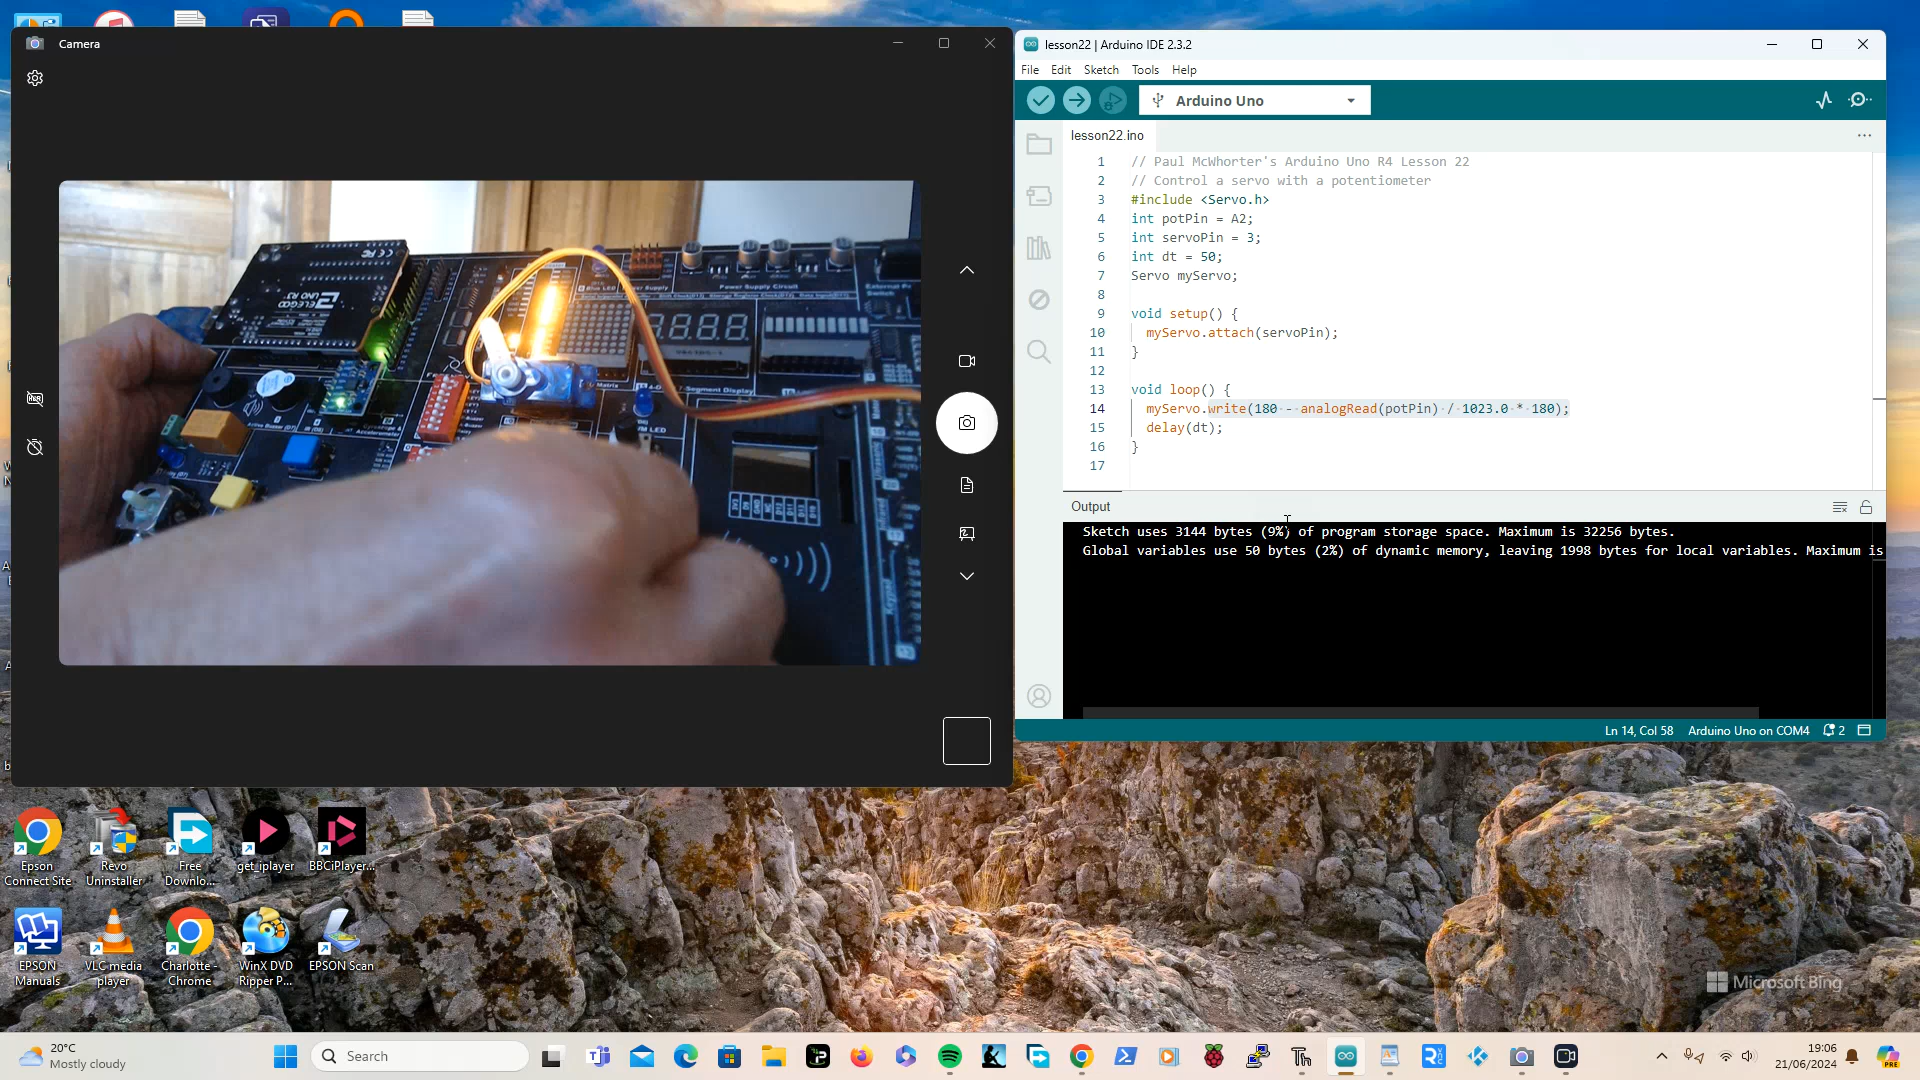 Camera
ELEGOO
UNO R3
Power Supply Circuit
Matrix
lesson22 | Arduino IDE 2.3.2
File Edit Sketch Tools Help
Arduino Uno
lesson22.ino
1 // Paul McWhorter's Arduino Uno R4 Lesson 22
2 // Control a servo with a potentiometer
3 #include <Servo.h>
4 int potPin = A2;
5 int servoPin = 3;
6 int dt = 50;
7 Servo myServo;
8
9 void setup() {
10 myServo.attach(servoPin);
11 }
12
13 void loop() {
14 myServo.write(180 - analogRead(potPin) / 1023.0 * 180);
15 delay(dt);
16 }
17
Output
Sketch uses 3144 bytes (9%) of program storage space. Maximum is 32256 bytes.
Global variables use 50 bytes (2%) of dynamic memory, leaving 1998 bytes for local variables. Maximum is
Ln 14, Col 58 Arduino Uno on COM4 2
Epson Connect Site
Revo Uninstaller
Free Downlo...
get_iplayer
BBCiPlayer...
EPSON Manuals
VLC media player
Charlotte - Chrome
WinX DVD Ripper P...
EPSON Scan
Microsoft Bing
20°C
Mostly cloudy
Search
19:06
21/06/2024